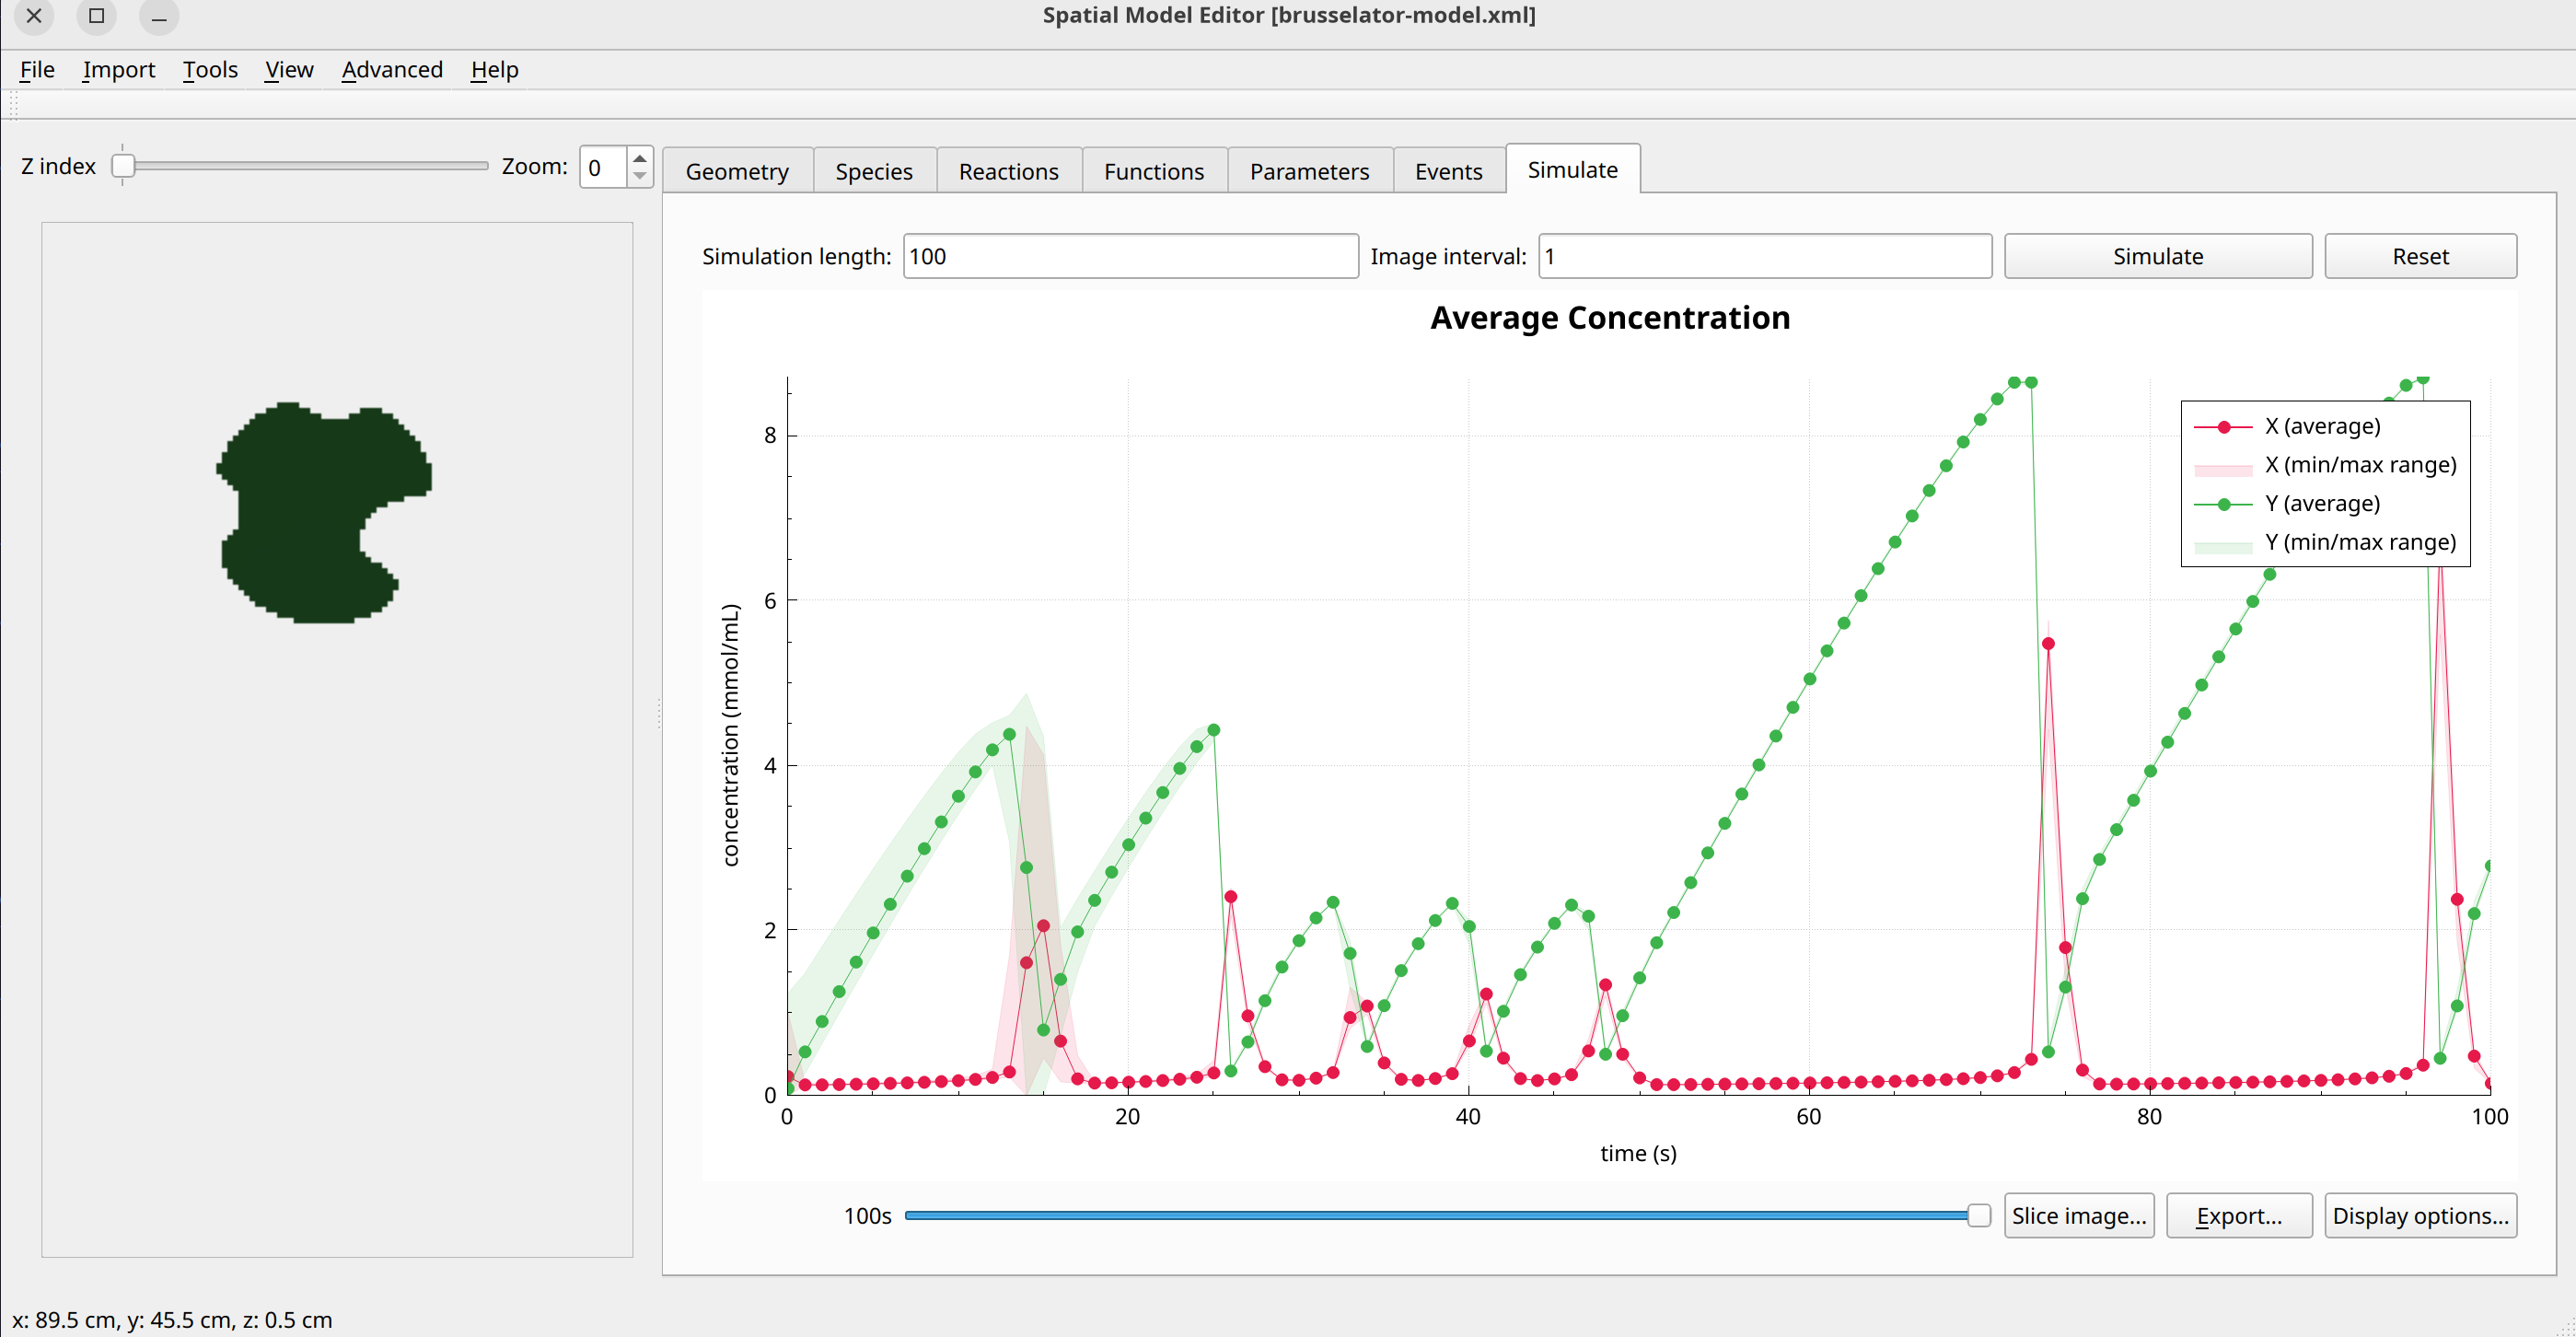 Spatial Model Editor [brusselator-model.xml]
File Import Tools View Advanced Help
Z index Zoom: 0
Geometry Species Reactions Functions Parameters Events Simulate
Simulation length: 100 Image interval: 1 Simulate Reset
Average Concentration
X (average)
X (min/max range)
Y (average)
Y (min/max range)
concentration (mmol/mL)
8
6
4
2
0
0 20 40 60 80 100
time (s)
100s Slice image... Export... Display options...
x: 89.5 cm, y: 45.5 cm, z: 0.5 cm